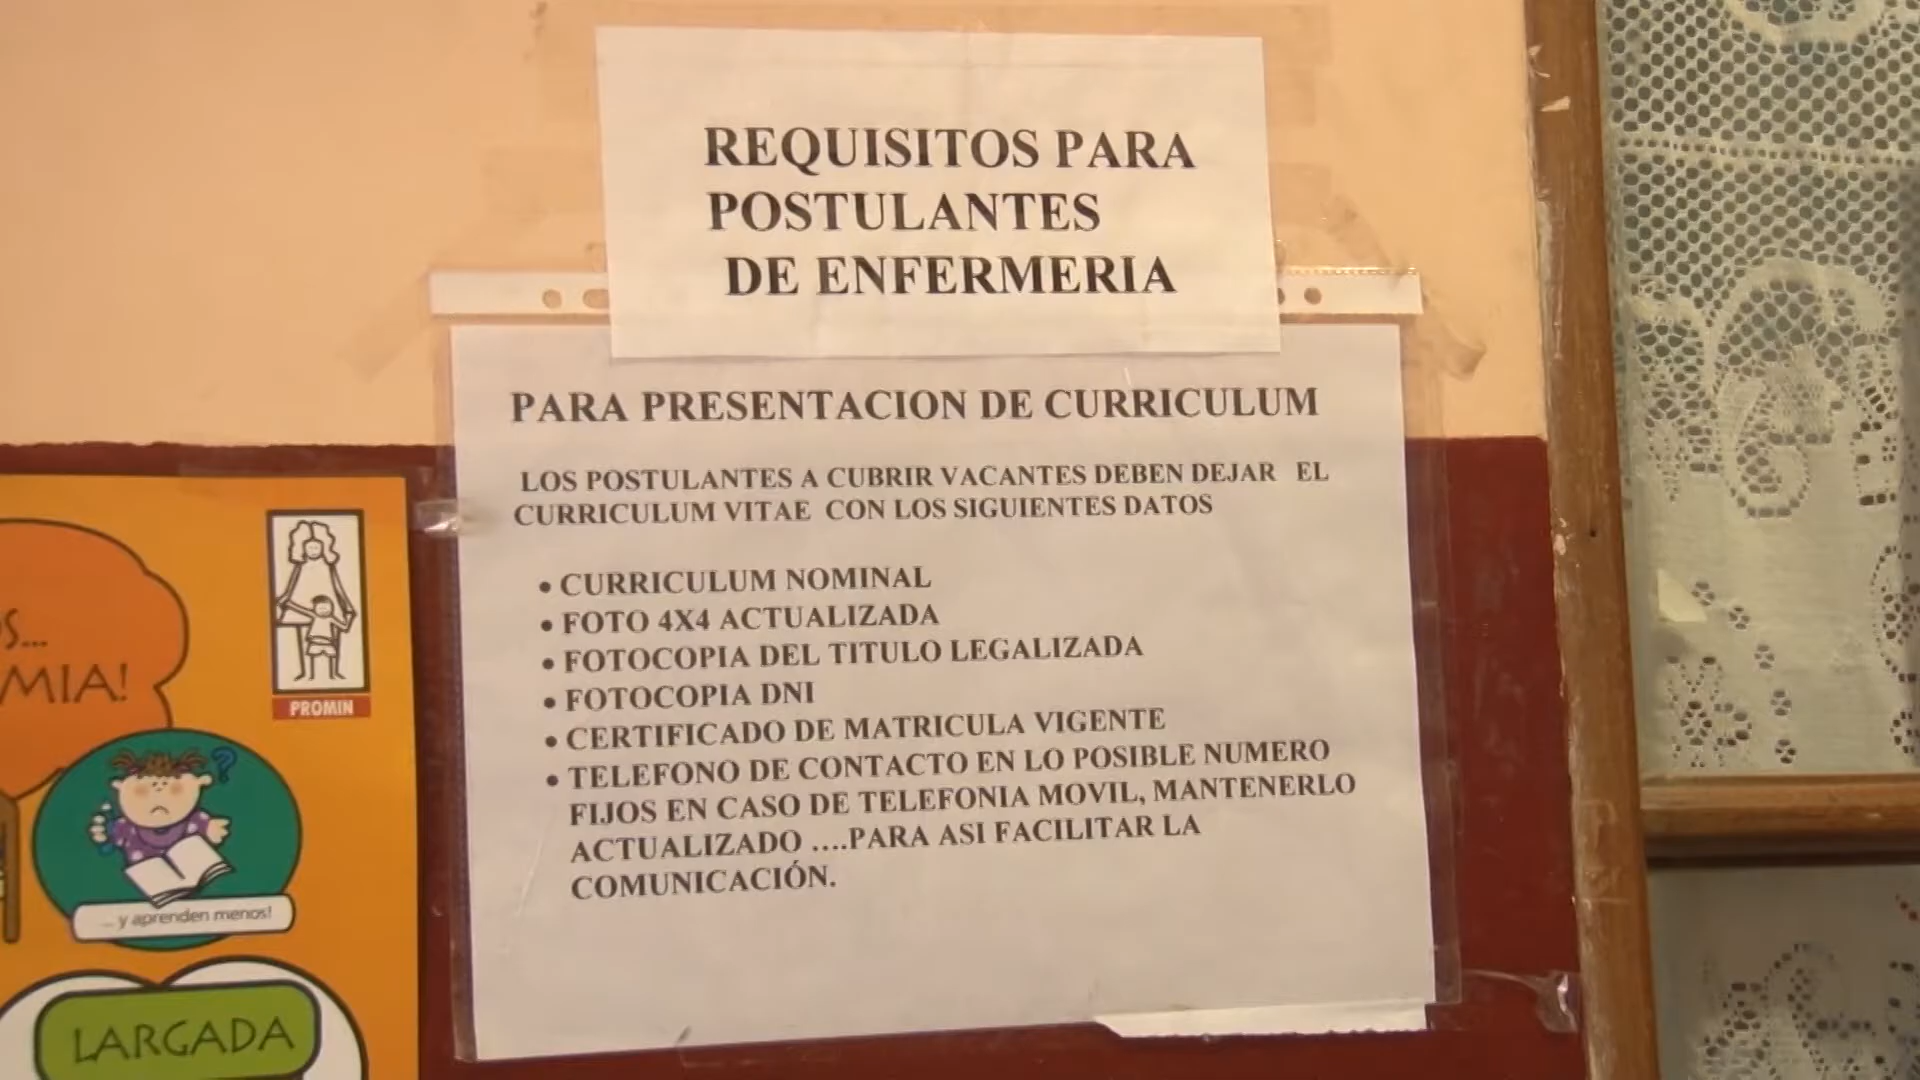 REQUISITOS PARA
POSTULANTES
DE ENFERMERIA
PARA PRESENTACION DE CURRICULUM
LOS POSTULANTES A CUBRIR VACANTES DEBEN DEJAR EL
CURRICULUM VITAE CON LOS SIGUIENTES DATOS
• CURRICULUM NOMINAL
• FOTO 4X4 ACTUALIZADA
• FOTOCOPIA DEL TITULO LEGALIZADA
• FOTOCOPIA DNI
• CERTIFICADO DE MATRICULA VIGENTE
• TELEFONO DE CONTACTO EN LO POSIBLE NUMERO
FIJOS EN CASO DE TELEFONIA MOVIL, MANTENERLO
ACTUALIZADO ....PARA ASI FACILITAR LA
COMUNICACIÓN.
MIA!
PROMIN
?
... y aprenden menos!
LARGADA